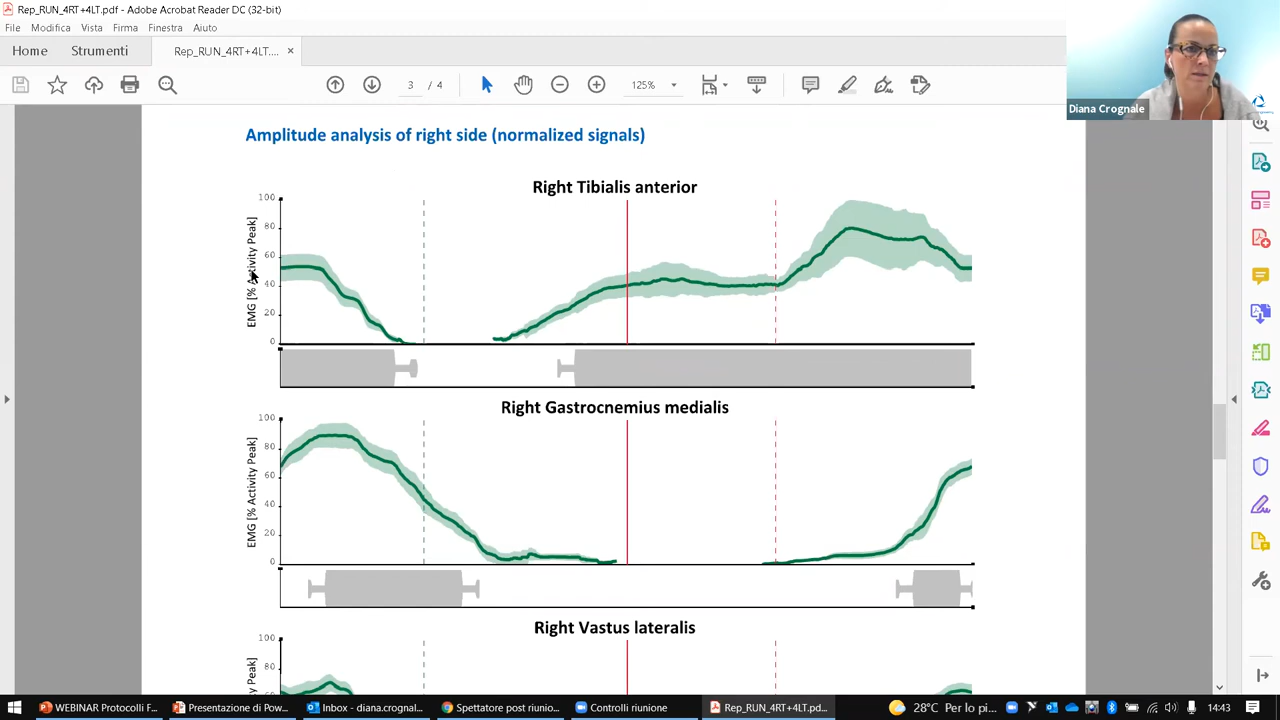 Rep_RUN_4RT+4LT.pdf - Adobe Acrobat Reader DC (32-bit)
File Modifica Vista Firma Finestra Aiuto
Home Strumenti Rep_RUN_4RT+4LT.... ×
3 / 4 125%
Diana Crognale
Amplitude analysis of right side (normalized signals)
Right Tibialis anterior
EMG [% Activity Peak]
100
80
60
40
20
0
Right Gastrocnemius medialis
EMG [% Activity Peak]
100
80
60
40
20
0
Right Vastus lateralis
100
80
WEBINAR Protocolli F... Presentazione di Pow... Inbox - diana.crognal... Spettatore post riunio... Controlli riunione Rep_RUN_4RT+4LT.pd... 28°C Per lo pi... 14:43